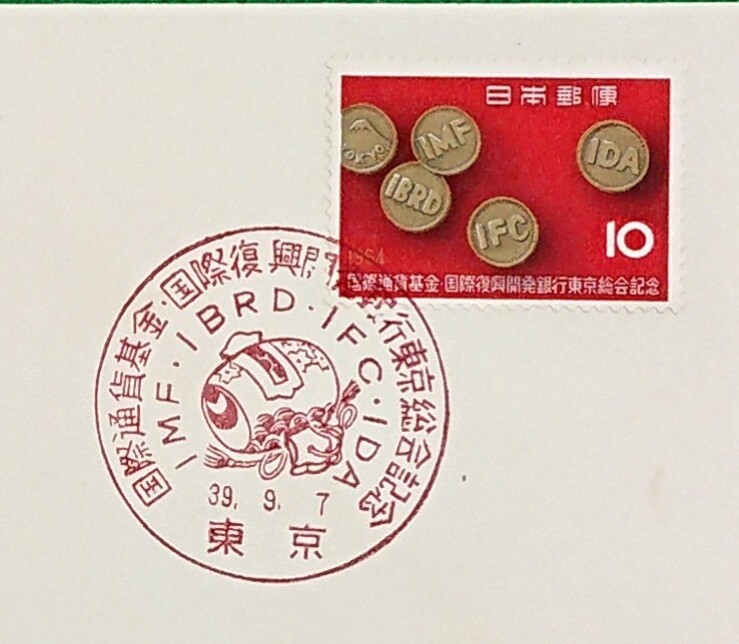 日本郵便
TOKYO
IMF
IBRD
IFC
IDA
10
1964
国際通貨基金・国際復興開発銀行東京総会記念
国際通貨基金・国際復興開発銀行東京総会記念
IMF・IBRD・IFC・IDA
39. 9. 7
東京